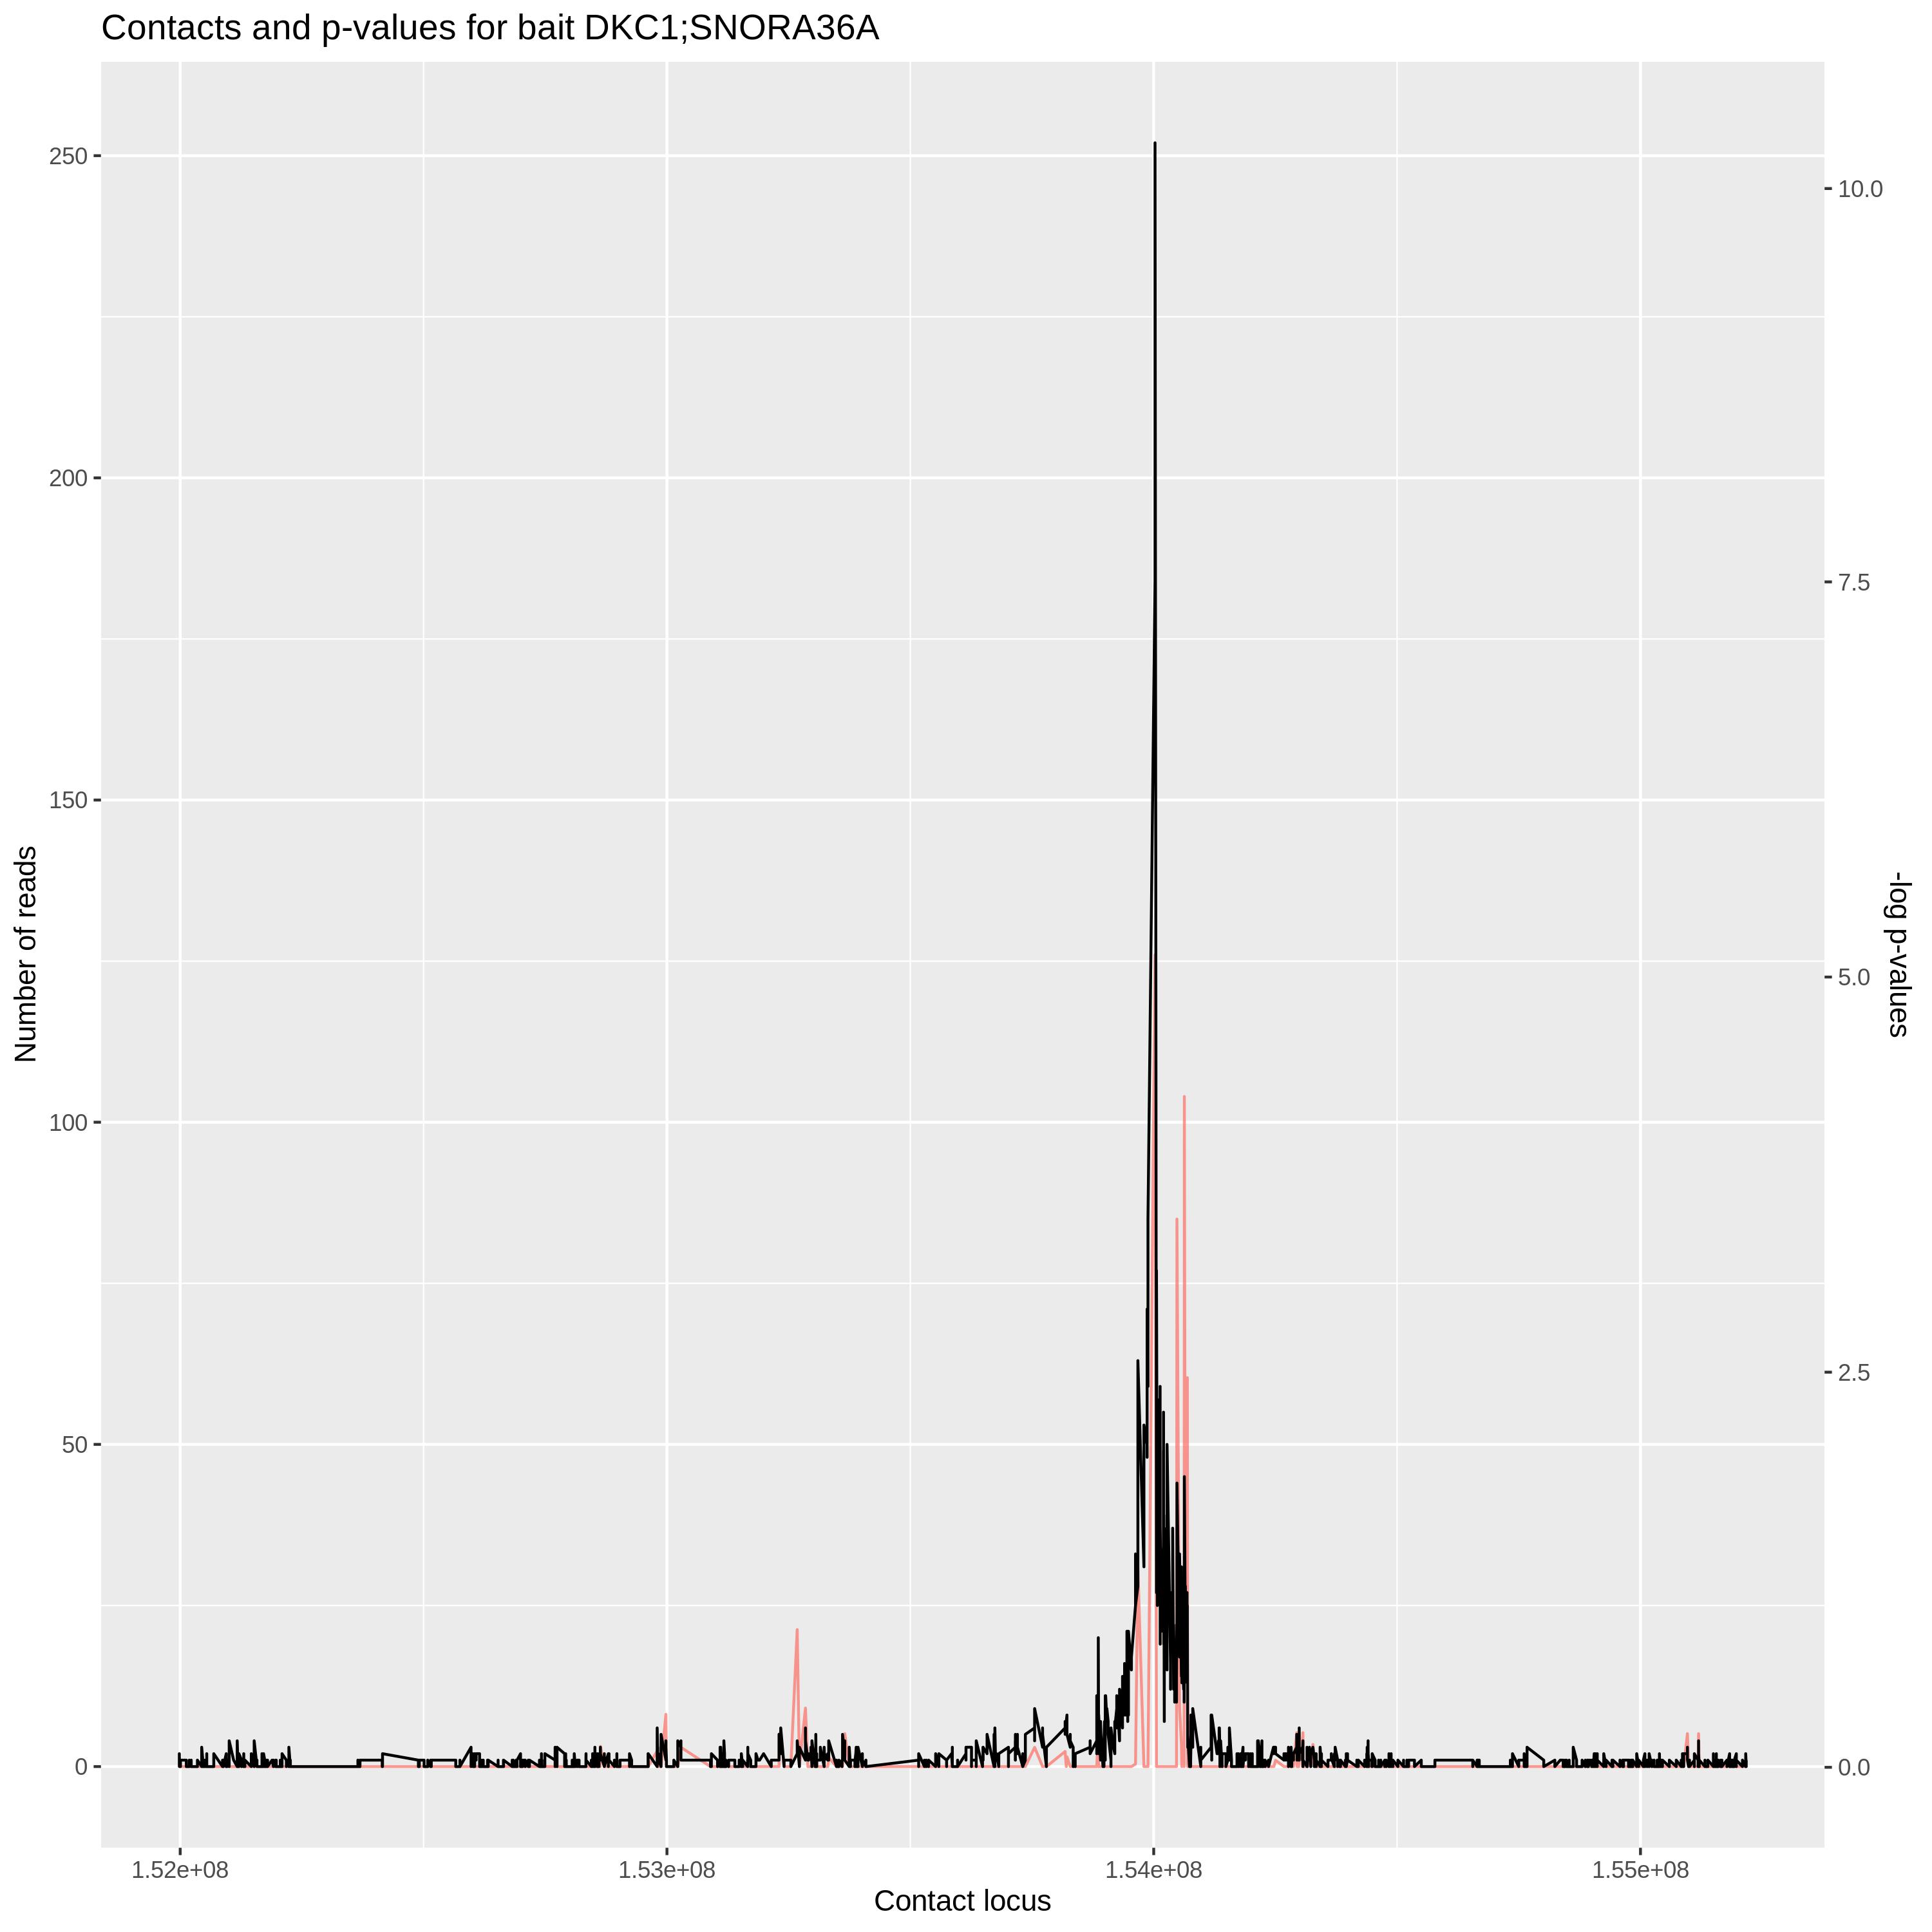 Contacts and p-values for bait DKC1;SNORA36A
250
200
150
100
50
0
Number of reads
10.0
7.5
5.0
2.5
0.0
-log p-values
1.52e+08
1.53e+08
1.54e+08
1.55e+08
Contact locus